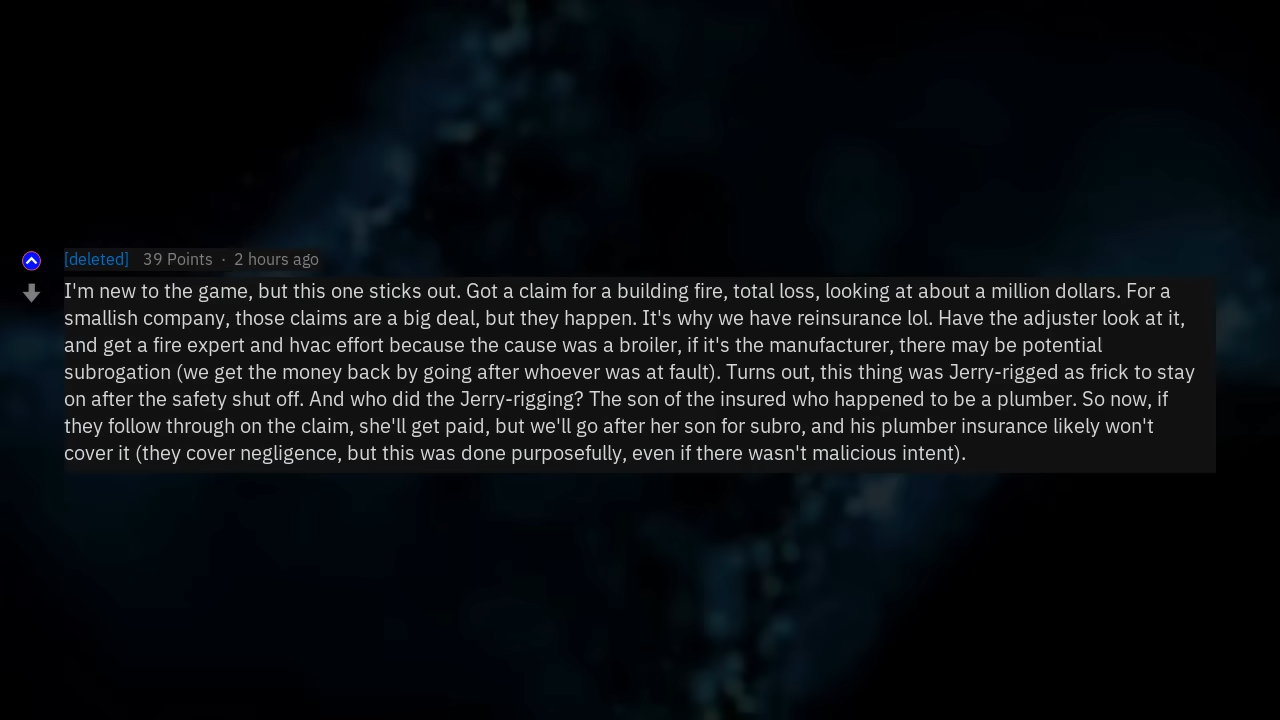 [deleted] 39 Points · 2 hours ago
I'm new to the game, but this one sticks out. Got a claim for a building fire, total loss, looking at about a million dollars. For a
smallish company, those claims are a big deal, but they happen. It's why we have reinsurance lol. Have the adjuster look at it,
and get a fire expert and hvac effort because the cause was a broiler, if it's the manufacturer, there may be potential
subrogation (we get the money back by going after whoever was at fault). Turns out, this thing was Jerry-rigged as frick to stay
on after the safety shut off. And who did the Jerry-rigging? The son of the insured who happened to be a plumber. So now, if
they follow through on the claim, she'll get paid, but we'll go after her son for subro, and his plumber insurance likely won't
cover it (they cover negligence, but this was done purposefully, even if there wasn't malicious intent).